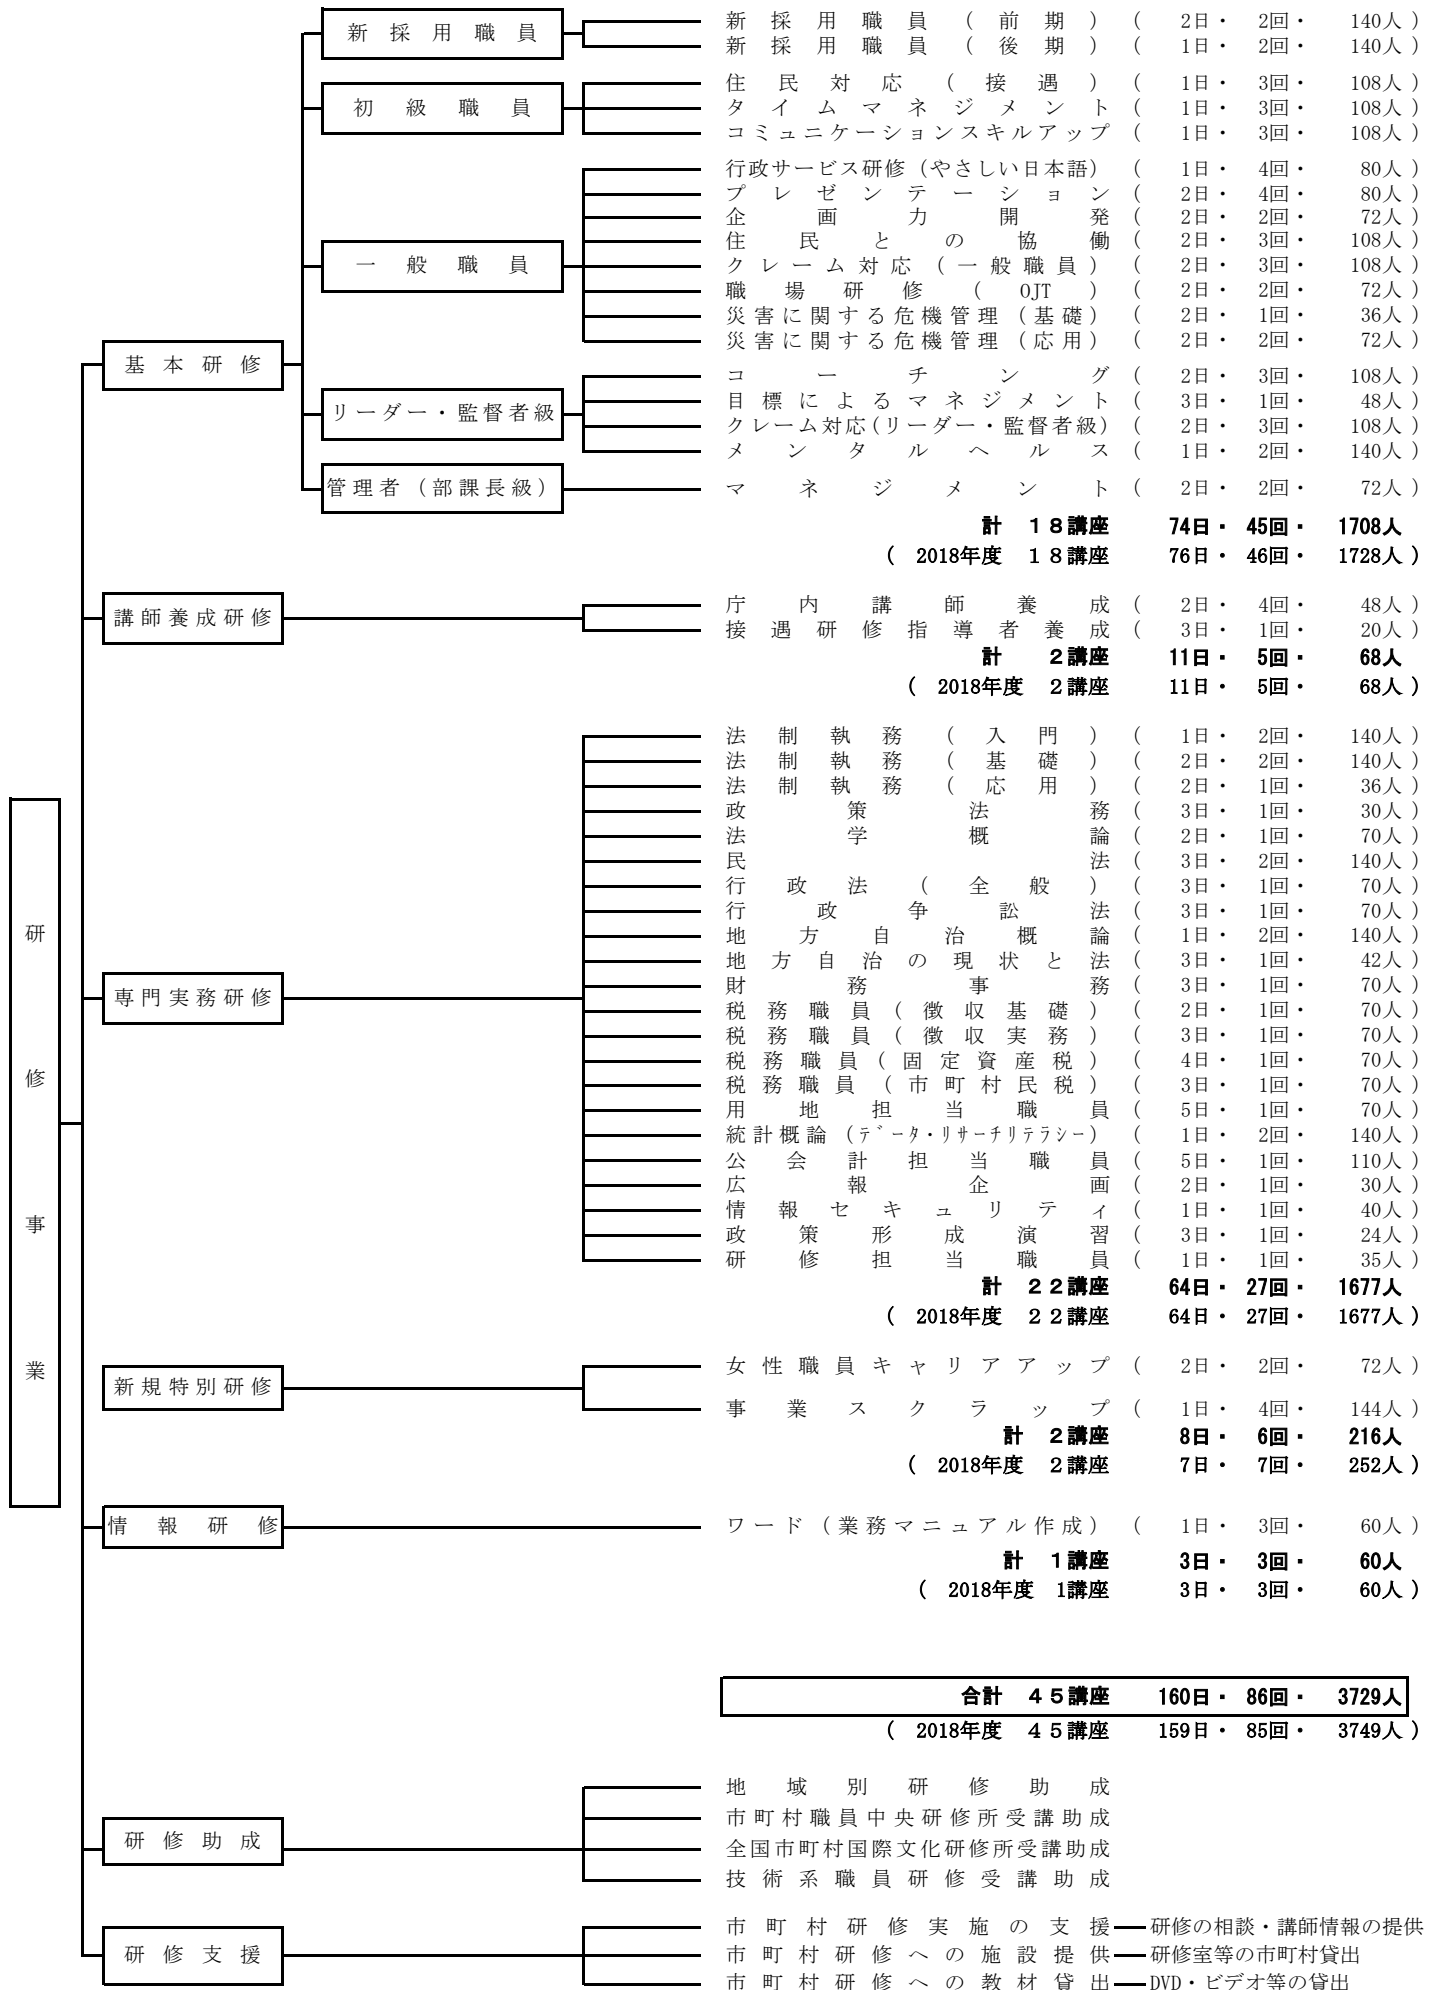 研修事業
基本研修
新採用職員
新採用職員(前期) ( 2日・ 2回・ 140人 )
新採用職員(後期) ( 1日・ 2回・ 140人 )
初級職員
住民対応(接遇) ( 1日・ 3回・ 108人 )
タイムマネジメント ( 1日・ 3回・ 108人 )
コミュニケーションスキルアップ ( 1日・ 3回・ 108人 )
一般職員
行政サービス研修(やさしい日本語) ( 1日・ 4回・ 80人 )
プレゼンテーション ( 2日・ 4回・ 80人 )
企画力開発 ( 2日・ 2回・ 72人 )
住民との協働 ( 2日・ 3回・ 108人 )
クレーム対応(一般職員) ( 2日・ 3回・ 108人 )
職場研修(OJT) ( 2日・ 2回・ 72人 )
災害に関する危機管理(基礎) ( 2日・ 1回・ 36人 )
災害に関する危機管理(応用) ( 2日・ 2回・ 72人 )
リーダー・監督者級
コーチング ( 2日・ 3回・ 108人 )
目標によるマネジメント ( 3日・ 1回・ 48人 )
クレーム対応(リーダー・監督者級) ( 2日・ 3回・ 108人 )
メンタルヘルス ( 1日・ 2回・ 140人 )
管理者(部課長級)
マネジメント ( 2日・ 2回・ 72人 )
計 18講座 74日・ 45回・ 1708人
( 2018年度 18講座 76日・ 46回・ 1728人 )
講師養成研修
庁内講師養成 ( 2日・ 4回・ 48人 )
接遇研修指導者養成 ( 3日・ 1回・ 20人 )
計 2講座 11日・ 5回・ 68人
( 2018年度 2講座 11日・ 5回・ 68人 )
専門実務研修
法制執務(入門) ( 1日・ 2回・ 140人 )
法制執務(基礎) ( 2日・ 2回・ 140人 )
法制執務(応用) ( 2日・ 1回・ 36人 )
政策法務 ( 3日・ 1回・ 30人 )
法学概論 ( 2日・ 1回・ 70人 )
民法 ( 3日・ 2回・ 140人 )
行政法(全般) ( 3日・ 1回・ 70人 )
行政争訟法 ( 3日・ 1回・ 70人 )
地方自治概論 ( 1日・ 2回・ 140人 )
地方自治の現状と法 ( 3日・ 1回・ 42人 )
財務事務 ( 3日・ 1回・ 70人 )
税務職員(徴収基礎) ( 2日・ 1回・ 70人 )
税務職員(徴収実務) ( 3日・ 1回・ 70人 )
税務職員(固定資産税) ( 4日・ 1回・ 70人 )
税務職員(市町村民税) ( 3日・ 1回・ 70人 )
用地担当職員 ( 5日・ 1回・ 70人 )
統計概論(ﾃﾞｰﾀ・ﾘｻｰﾁﾘﾃﾗｼｰ) ( 1日・ 2回・ 140人 )
公会計担当職員 ( 5日・ 1回・ 110人 )
広報企画 ( 2日・ 1回・ 30人 )
情報セキュリティ ( 1日・ 1回・ 40人 )
政策形成演習 ( 3日・ 1回・ 24人 )
研修担当職員 ( 1日・ 1回・ 35人 )
計 22講座 64日・ 27回・ 1677人
( 2018年度 22講座 64日・ 27回・ 1677人 )
新規特別研修
女性職員キャリアアップ ( 2日・ 2回・ 72人 )
事業スクラップ ( 1日・ 4回・ 144人 )
計 2講座 8日・ 6回・ 216人
( 2018年度 2講座 7日・ 7回・ 252人 )
情報研修
ワード(業務マニュアル作成) ( 1日・ 3回・ 60人 )
計 1講座 3日・ 3回・ 60人
( 2018年度 1講座 3日・ 3回・ 60人 )
合計 45講座 160日・ 86回・ 3729人
( 2018年度 45講座 159日・ 85回・ 3749人 )
研修助成
地域別研修助成
市町村職員中央研修所受講助成
全国市町村国際文化研修所受講助成
技術系職員研修受講助成
研修支援
市町村研修実施の支援 研修の相談・講師情報の提供
市町村研修への施設提供 研修室等の市町村貸出
市町村研修への教材貸出 DVD・ビデオ等の貸出